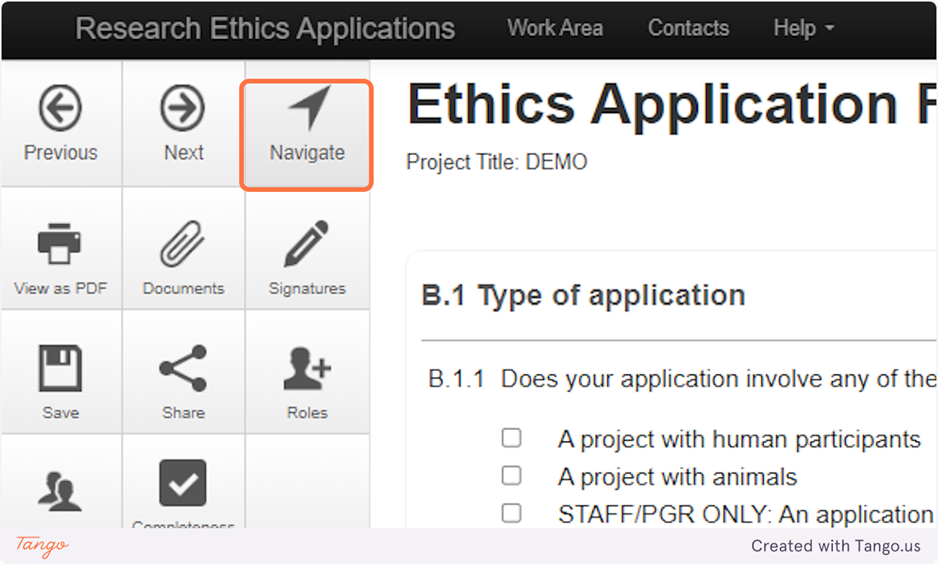 Research Ethics Applications Work Area Contacts Help
Previous Next Navigate
View as PDF Documents Signatures
Save Share Roles
Completeness
Ethics Application
Project Title: DEMO
B.1 Type of application
B.1.1 Does your application involve any of the
A project with human participants
A project with animals
STAFF/PGR ONLY: An application
Tango
Created with Tango.us